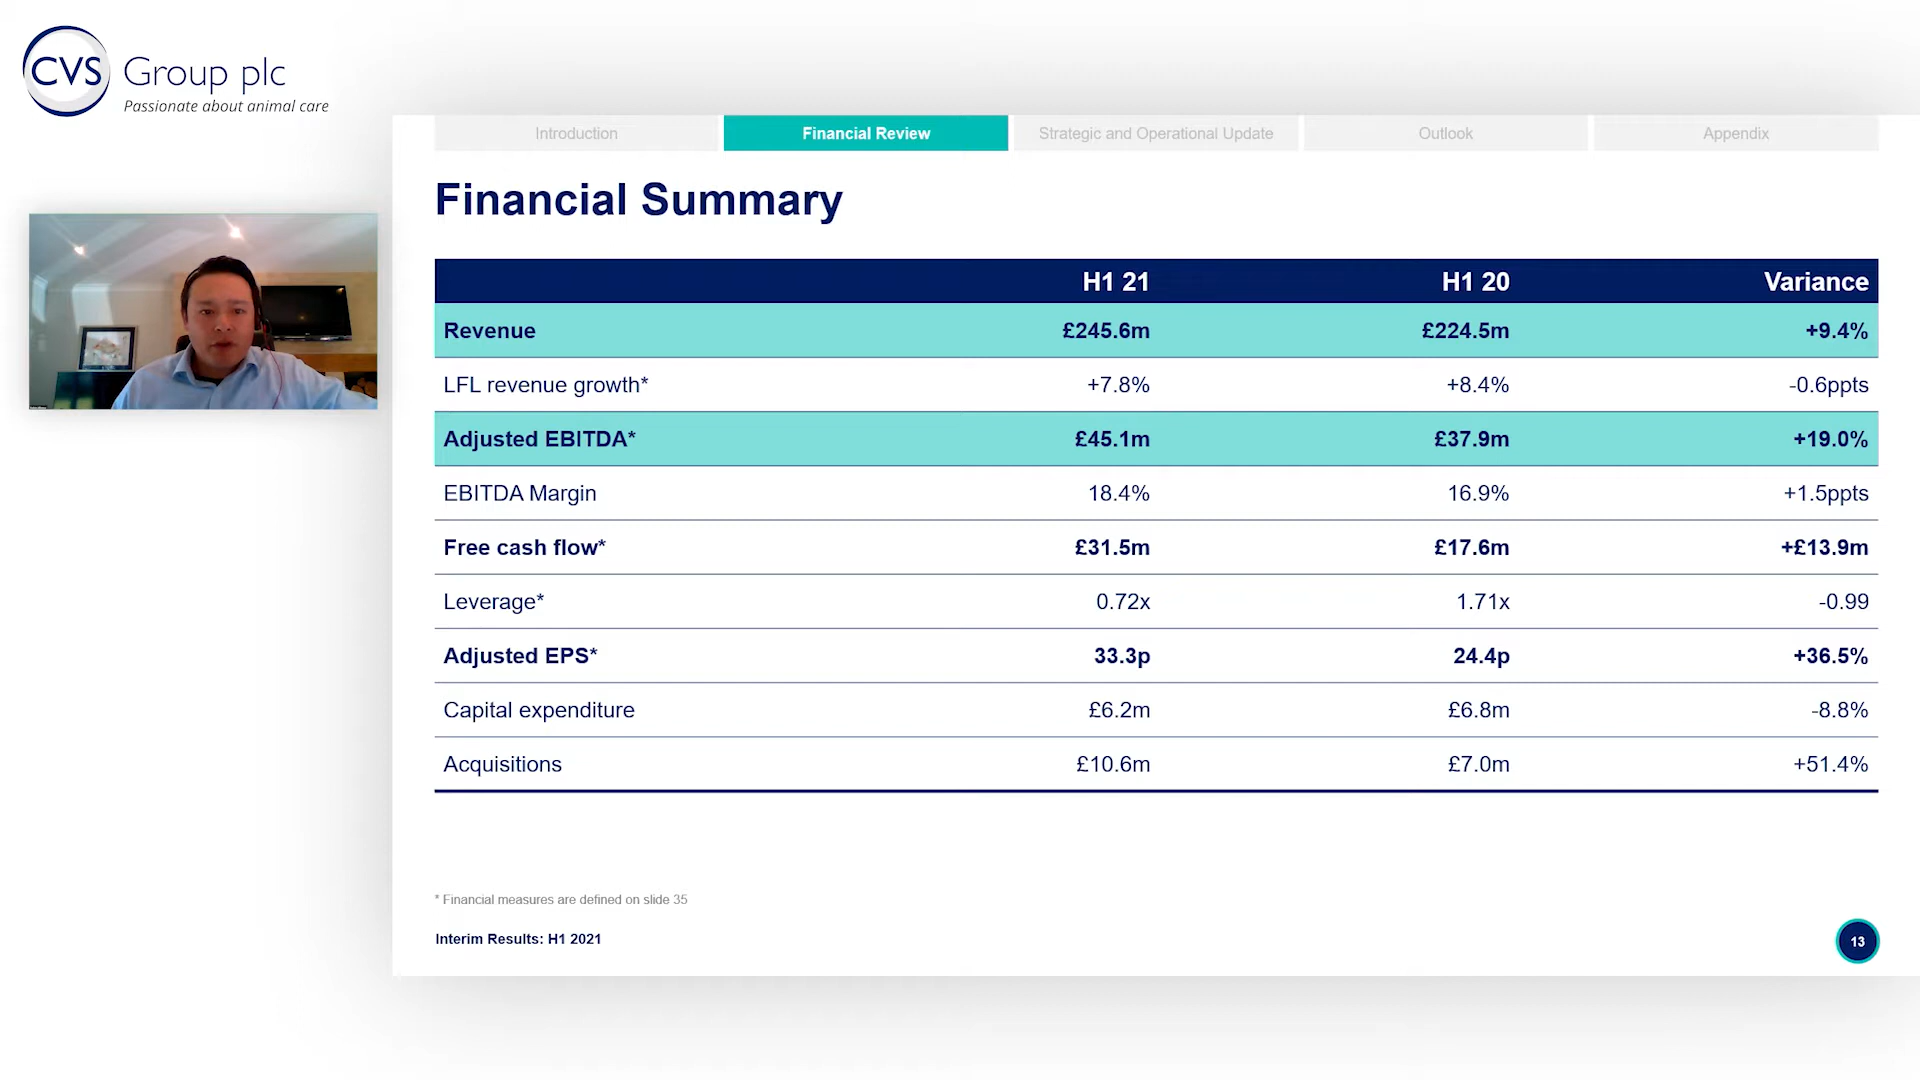 CVS Group plc
Passionate about animal care
Introduction Financial Review Strategic and Operational Update Outlook Appendix
Financial Summary
H1 21 H1 20 Variance
Revenue £245.6m £224.5m +9.4%
LFL revenue growth* +7.8% +8.4% -0.6ppts
Adjusted EBITDA* £45.1m £37.9m +19.0%
EBITDA Margin 18.4% 16.9% +1.5ppts
Free cash flow* £31.5m £17.6m +£13.9m
Leverage* 0.72x 1.71x -0.99
Adjusted EPS* 33.3p 24.4p +36.5%
Capital expenditure £6.2m £6.8m -8.8%
Acquisitions £10.6m £7.0m +51.4%
* Financial measures are defined on slide 35
Interim Results: H1 2021
13